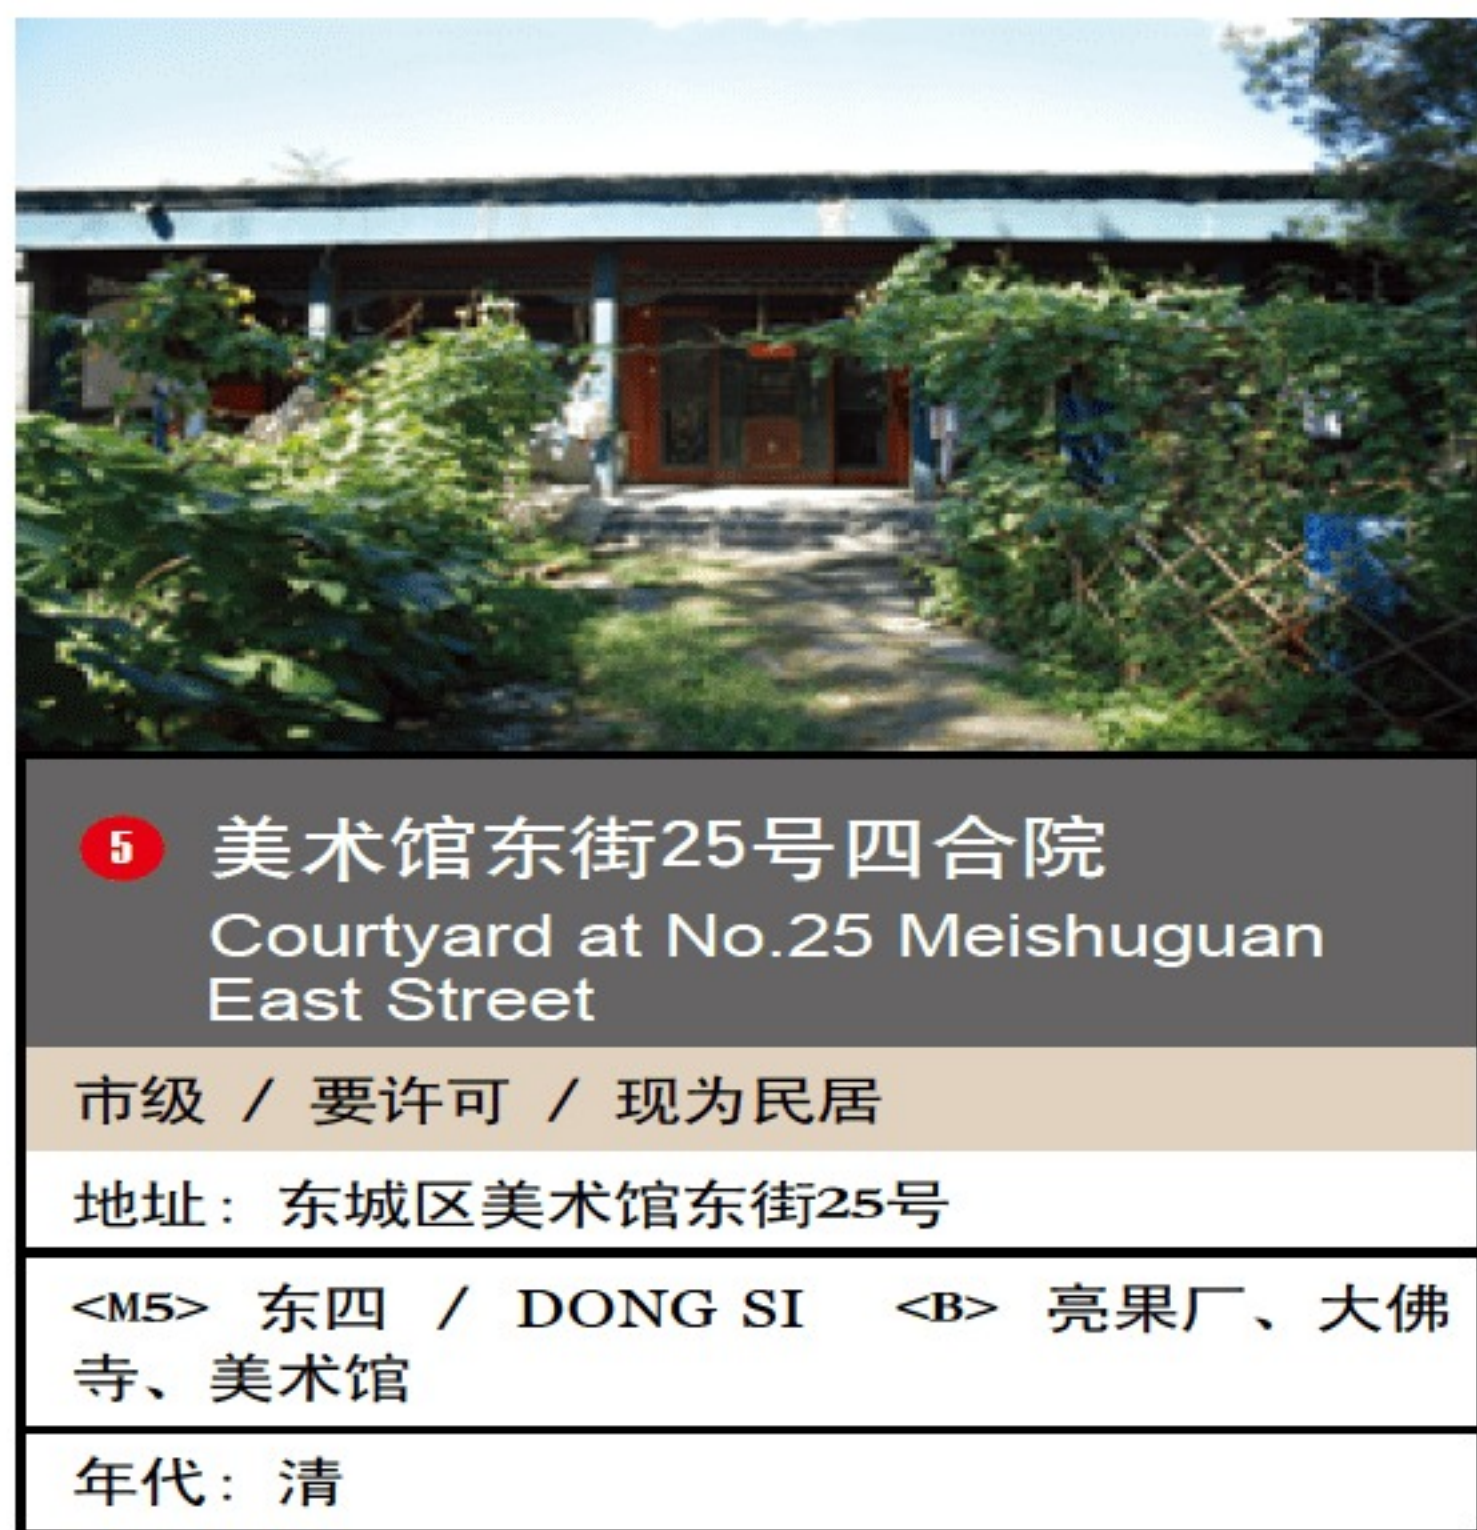 5 美术馆东街25号四合院
Courtyard at No.25 Meishuguan
East Street
市级 / 要许可 / 现为民居
地址: 东城区美术馆东街25号
<M5> 东四 / DONG SI <B> 亮果厂、大佛
寺、美术馆
年代: 清